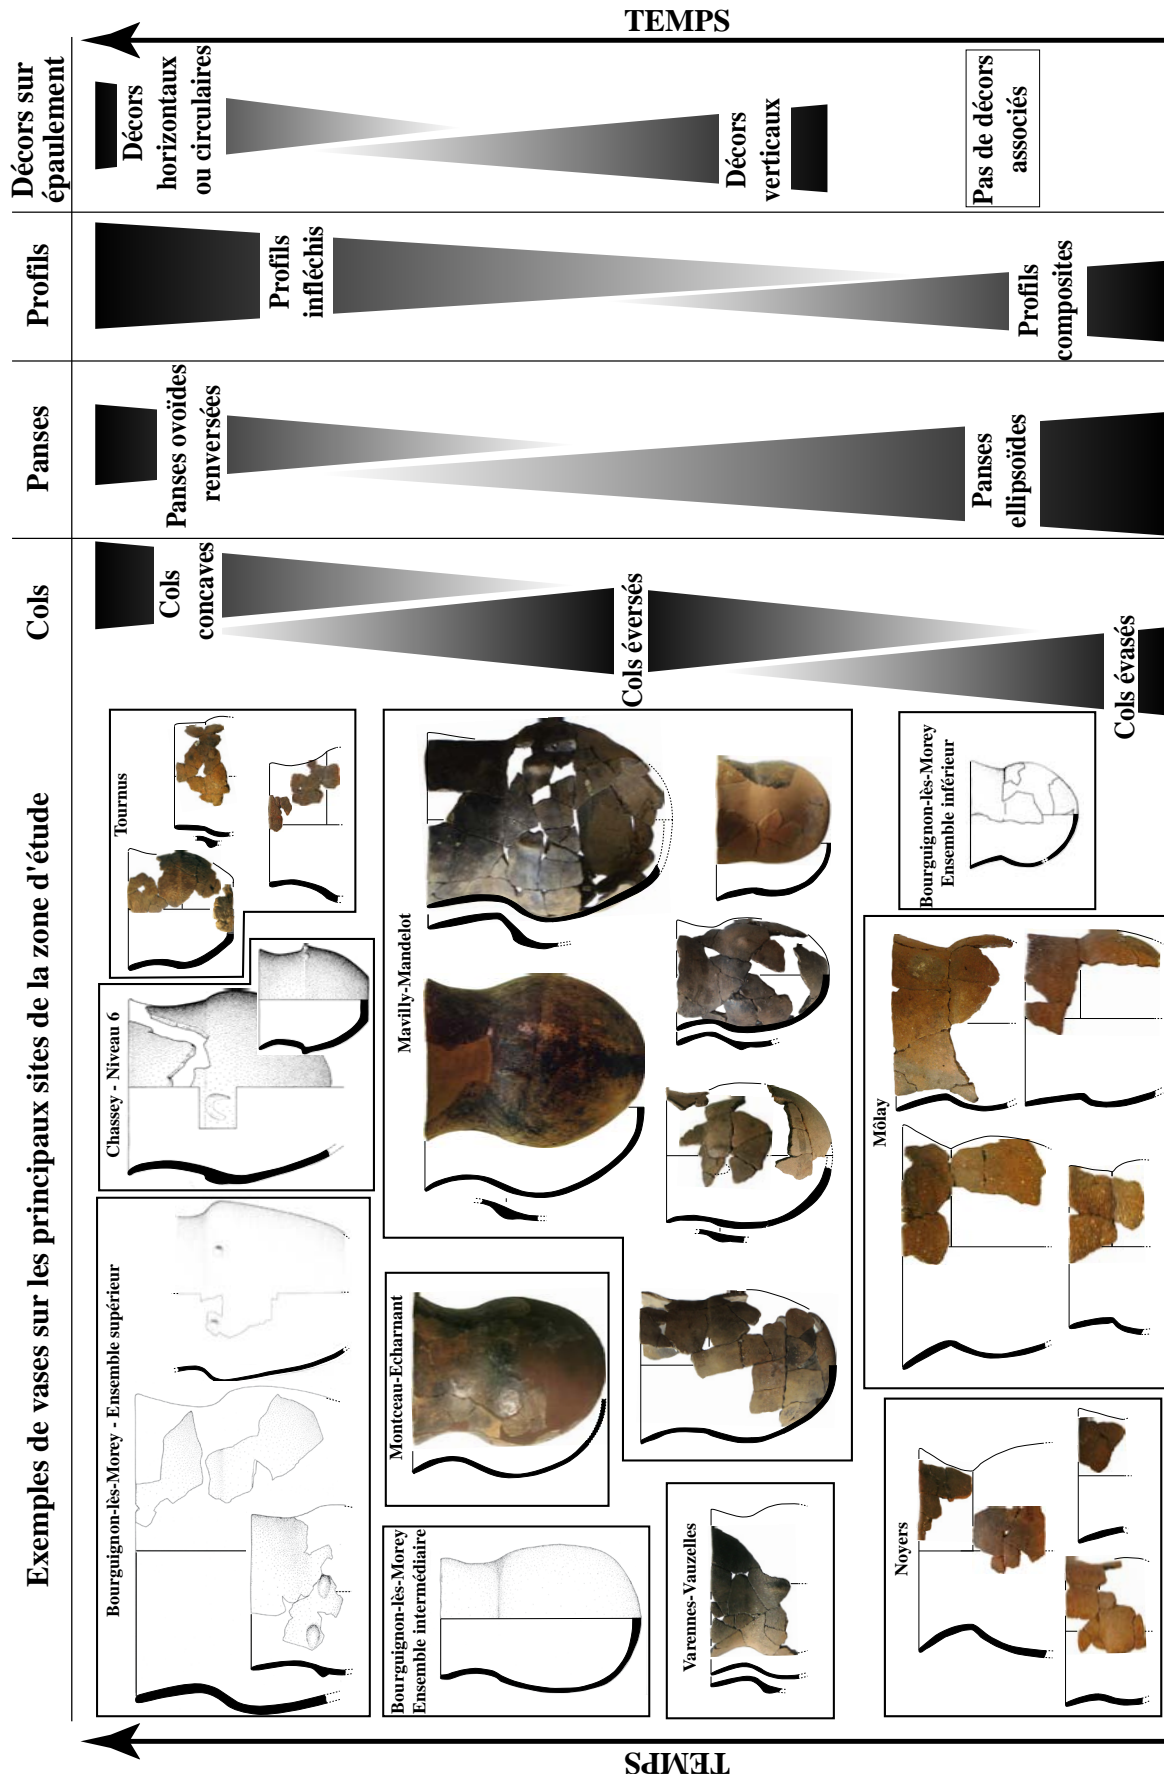 Exemples de vases sur les principaux sites de la zone d'étude
Cols
Panses
Profils
Décors sur
épaulement
TEMPS
TEMPS
Bourguignon-lès-Morey - Ensemble supérieur
Chassey - Niveau 6
Tournus
Bourguignon-lès-Morey
Ensemble intermédiaire
Montceau-Echarnant
Mavilly-Mandelot
Varennes-Vauzelles
Noyers
Môlay
Bourguignon-lès-Morey
Ensemble inférieur
Cols
concaves
Cols éversés
Cols évasés
Panses ovoïdes
renversées
Panses
ellipsoïdes
Profils
infléchis
Profils
composites
Décors
horizontaux
ou circulaires
Décors
verticaux
Pas de décors
associés